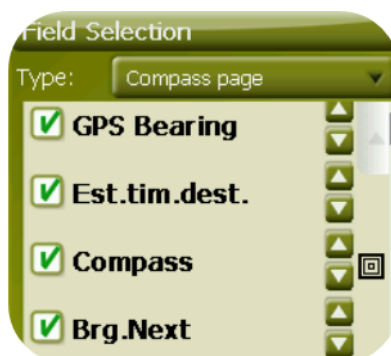 Field Selection
Type: Compass page
GPS Bearing
Est.tim.dest.
Compass
Brg.Next